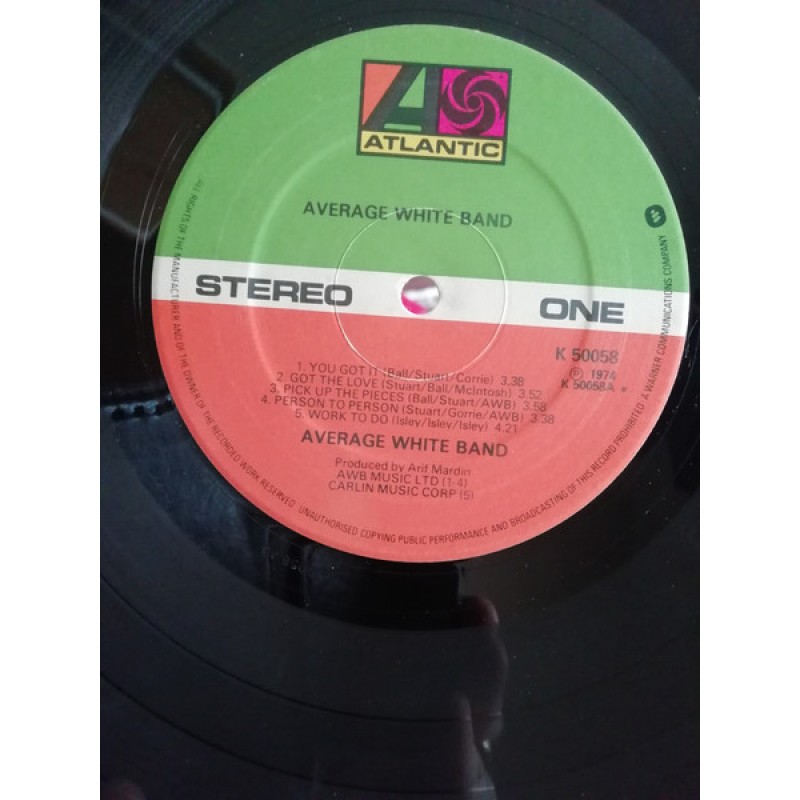 ATLANTIC
AVERAGE WHITE BAND
STEREO
ONE
K 50058
℗ 1974
K 50058A *
1. YOU GOT IT (Ball/Stuart/Corrie) 3.38
2. GOT THE LOVE (Stuart/Ball/McIntosh) 3.52
3. PICK UP THE PIECES (Ball/Stuart/AWB) 3.58
4. PERSON TO PERSON (Stuart/Gorrie/AWB) 3.38
5. WORK TO DO (Isley/Isley/Isley) 4.21
AVERAGE WHITE BAND
Produced by Arif Mardin
AWB MUSIC LTD (1-4)
CARLIN MUSIC CORP (5)
ALL RIGHTS OF THE MANUFACTURER AND OF THE OWNER OF THE RECORDED WORK RESERVED. UNAUTHORISED COPYING PUBLIC PERFORMANCE AND BROADCASTING OF THIS RECORD PROHIBITED. A WARNER COMMUNICATIONS COMPANY